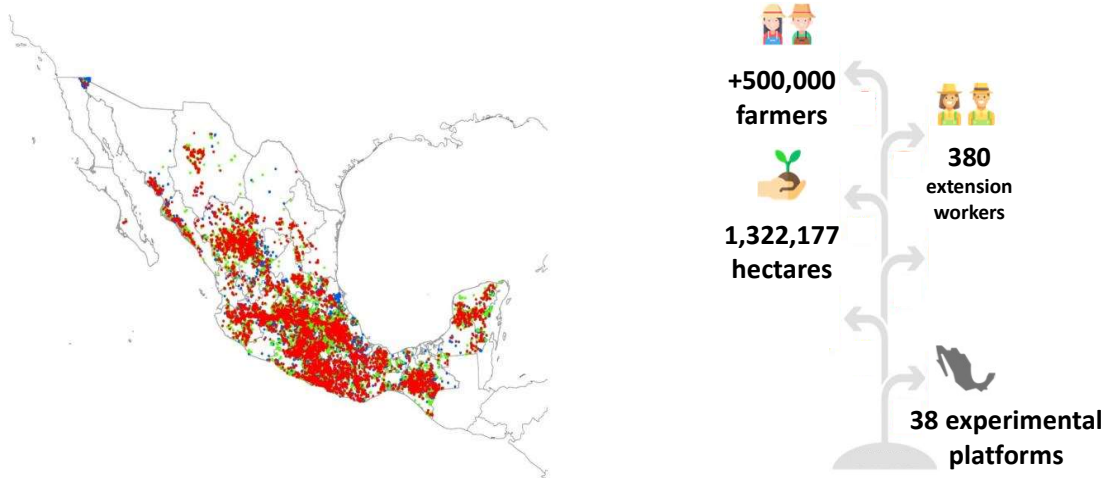 +500,000
farmers
380
extension
workers
1,322,177
hectares
38 experimental
platforms